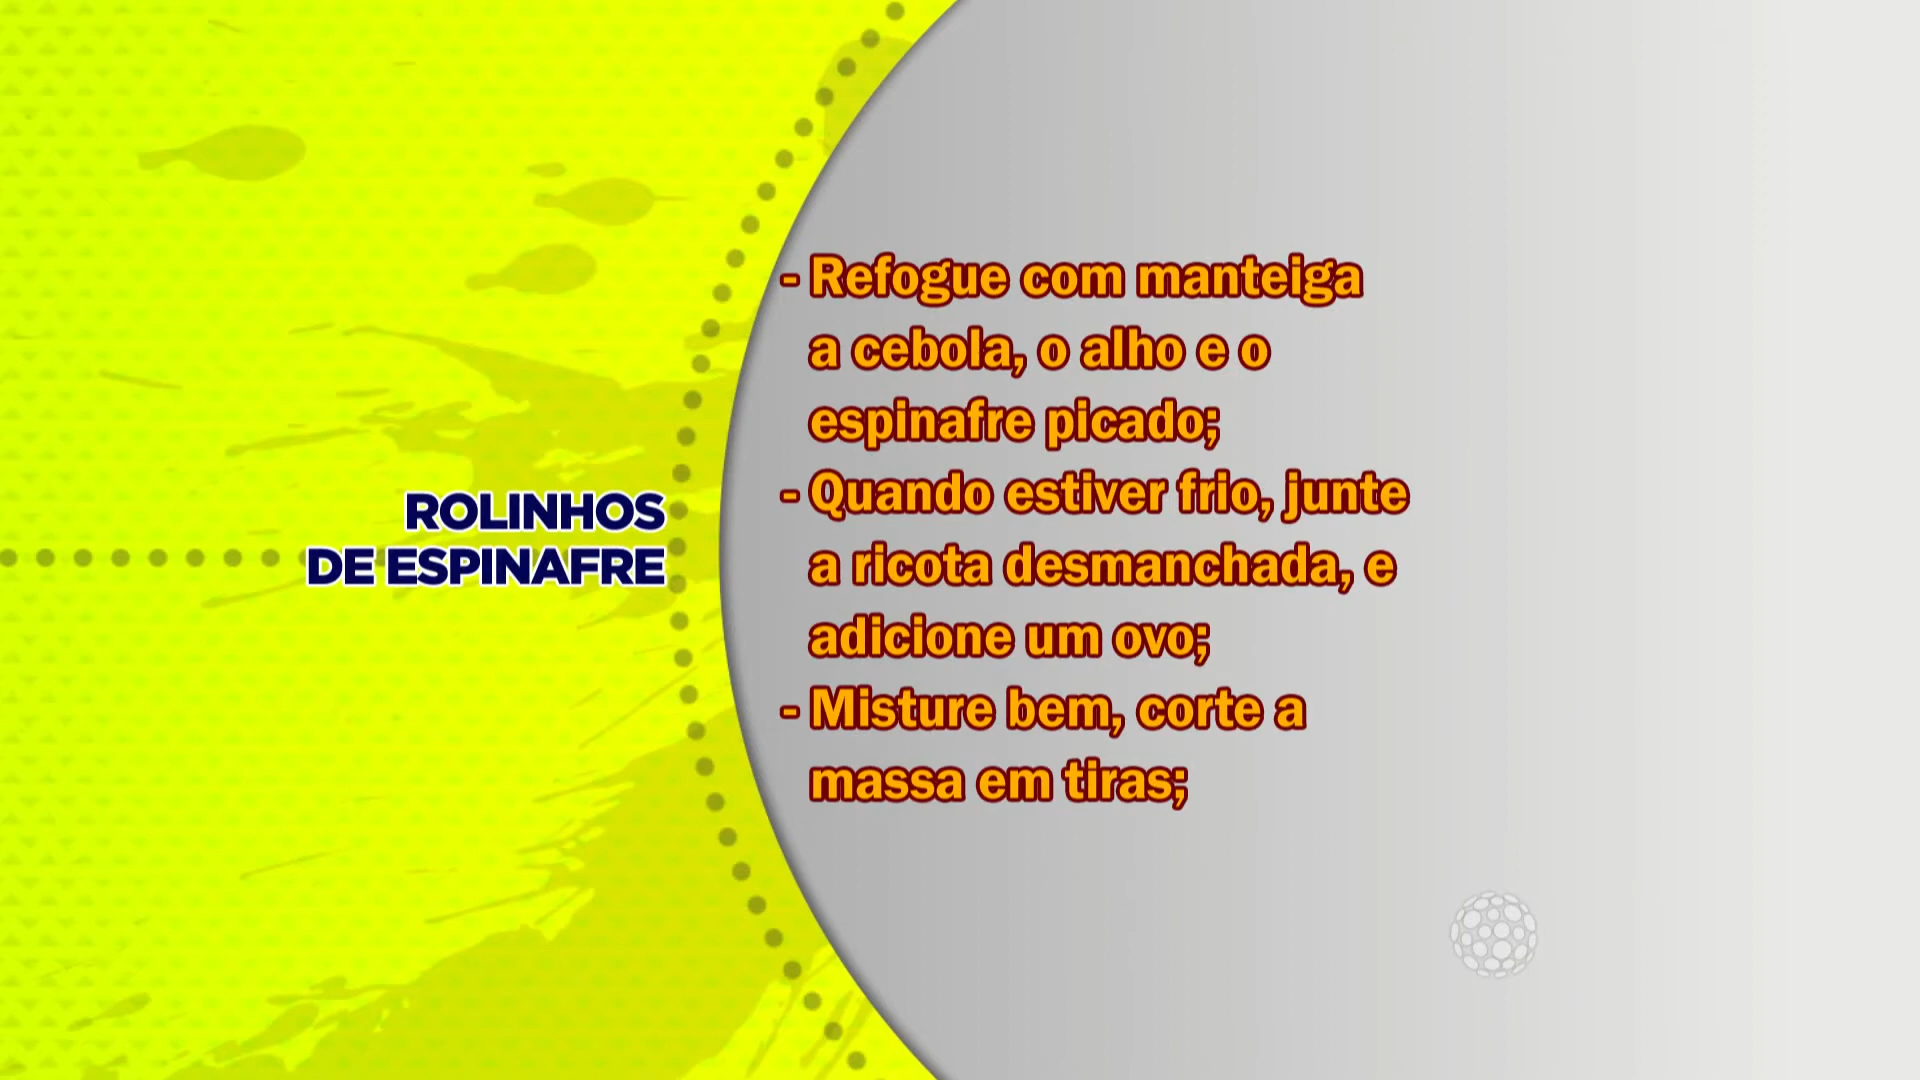 ROLINHOS
DE ESPINAFRE
- Refogue com manteiga
a cebola, o alho e o
espinafre picado;
- Quando estiver frio, junte
a ricota desmanchada, e
adicione um ovo;
- Misture bem, corte a
massa em tiras;